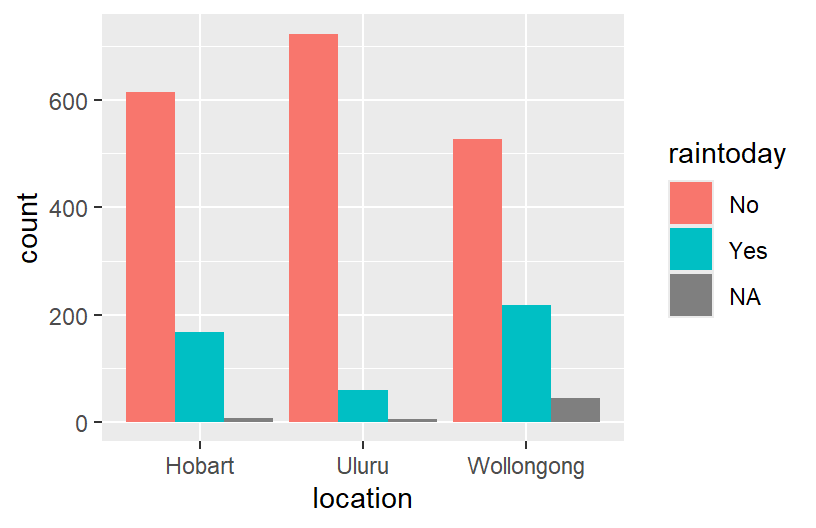 600
400
200
0
count
Hobart
Uluru
Wollongong
location
raintoday
No
Yes
NA